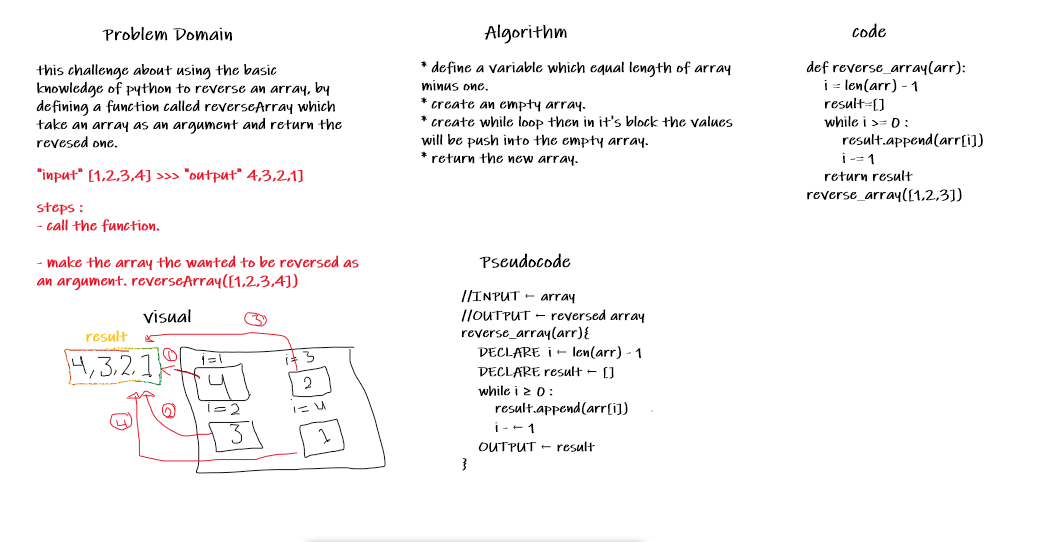 Problem Domain
this challenge about using the basic
knowledge of python to reverse an array, by
defining a function called reverseArray which
take an array as an argument and return the
revesed one.
"input" [1,2,3,4] >>> "output" 4,3,2,1]
steps :
- call the function.
- make the array the wanted to be reversed as
an argument. reverseArray([1,2,3,4])
visual
result
4,3,2,1
1
i=1
4
3
i=3
2
2
i=2
3
4
i=4
1
Algorithm
* define a variable which equal length of array
minus one.
* create an empty array.
* create while loop then in it's block the values
will be push into the empty array.
* return the new array.
Pseudocode
//INPUT ← array
//OUTPUT ← reversed array
reverse_array(arr){
DECLARE i ← len(arr) - 1
DECLARE result ← []
while i ≥ 0 :
result.append(arr[i])
i - ← 1
OUTPUT ← result
}
code
def reverse_array(arr):
i = len(arr) - 1
result=[]
while i >= 0 :
result.append(arr[i])
i -= 1
return result
reverse_array([1,2,3])